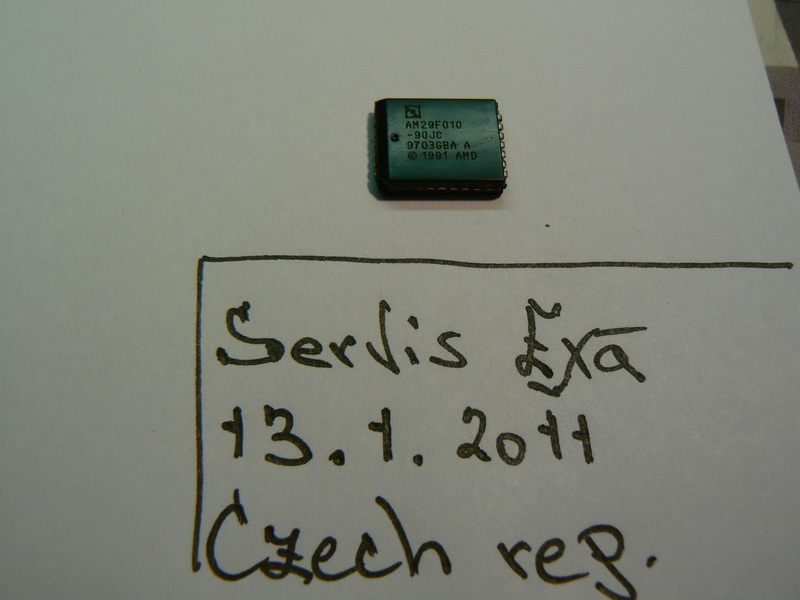 AM29F010
-90JC
9703GBA A
© 1991 AMD
Servis Exa
13.1.2011
Czech rep.